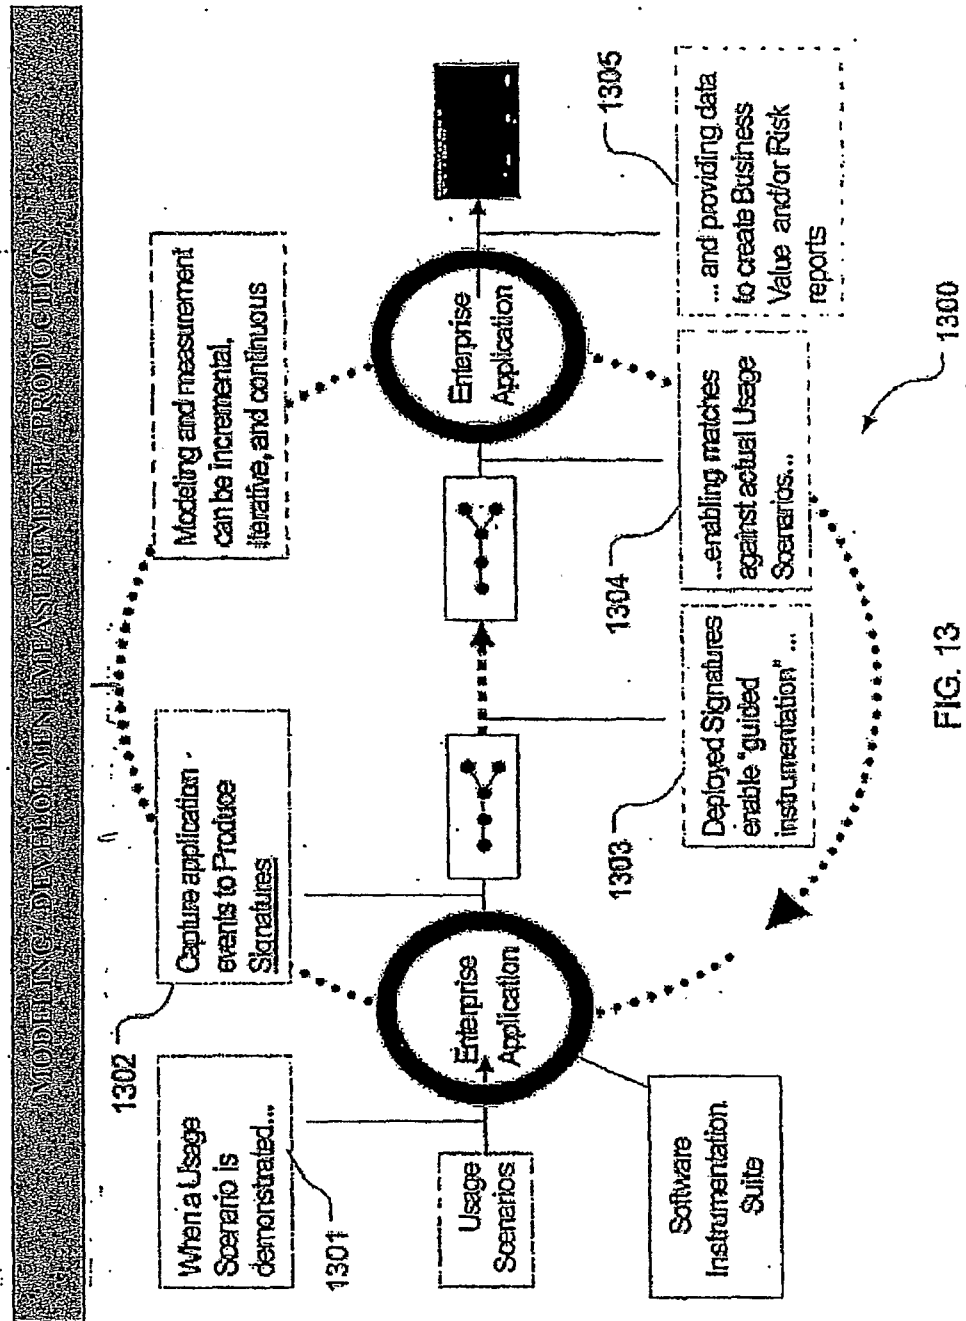 MODELING/DEVELOPMENT MEASUREMENT/PRODUCTION
When a Usage
Scenario is
demonstrated...
1301
1302
Capture application
events to Produce
Signatures
Modeling and measurement
can be incremental,
iterative, and continuous
Usage
Scenarios
Enterprise
Application
Enterprise
Application
Software
Instrumentation
Suite
1303
Deployed Signatures
enable "guided
instrumentation" ...
1304
...enabling matches
against actual Usage
Scenarios...
1305
... and providing data
to create Business
Value and/or Risk
reports
1300
FIG. 13